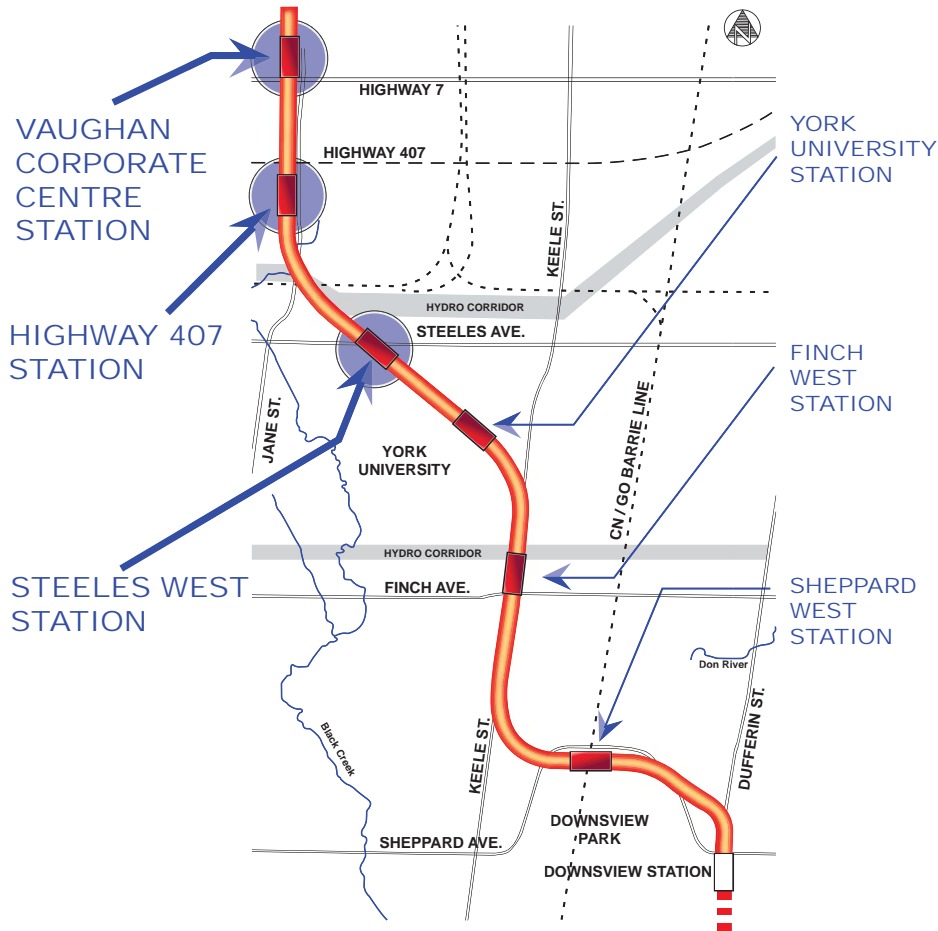 N
HIGHWAY 7
VAUGHAN
CORPORATE
CENTRE
STATION
YORK
UNIVERSITY
STATION
HIGHWAY 407
KEELE ST.
HYDRO CORRIDOR
STEELES AVE.
HIGHWAY 407
STATION
FINCH
WEST
STATION
JANE ST.
CN / GO BARRIE LINE
YORK
UNIVERSITY
HYDRO CORRIDOR
FINCH AVE.
STEELES WEST
STATION
SHEPPARD
WEST
STATION
Don River
DUFFERIN ST.
Black Creek
KEELE ST.
DOWNSVIEW
PARK
SHEPPARD AVE.
DOWNSVIEW STATION